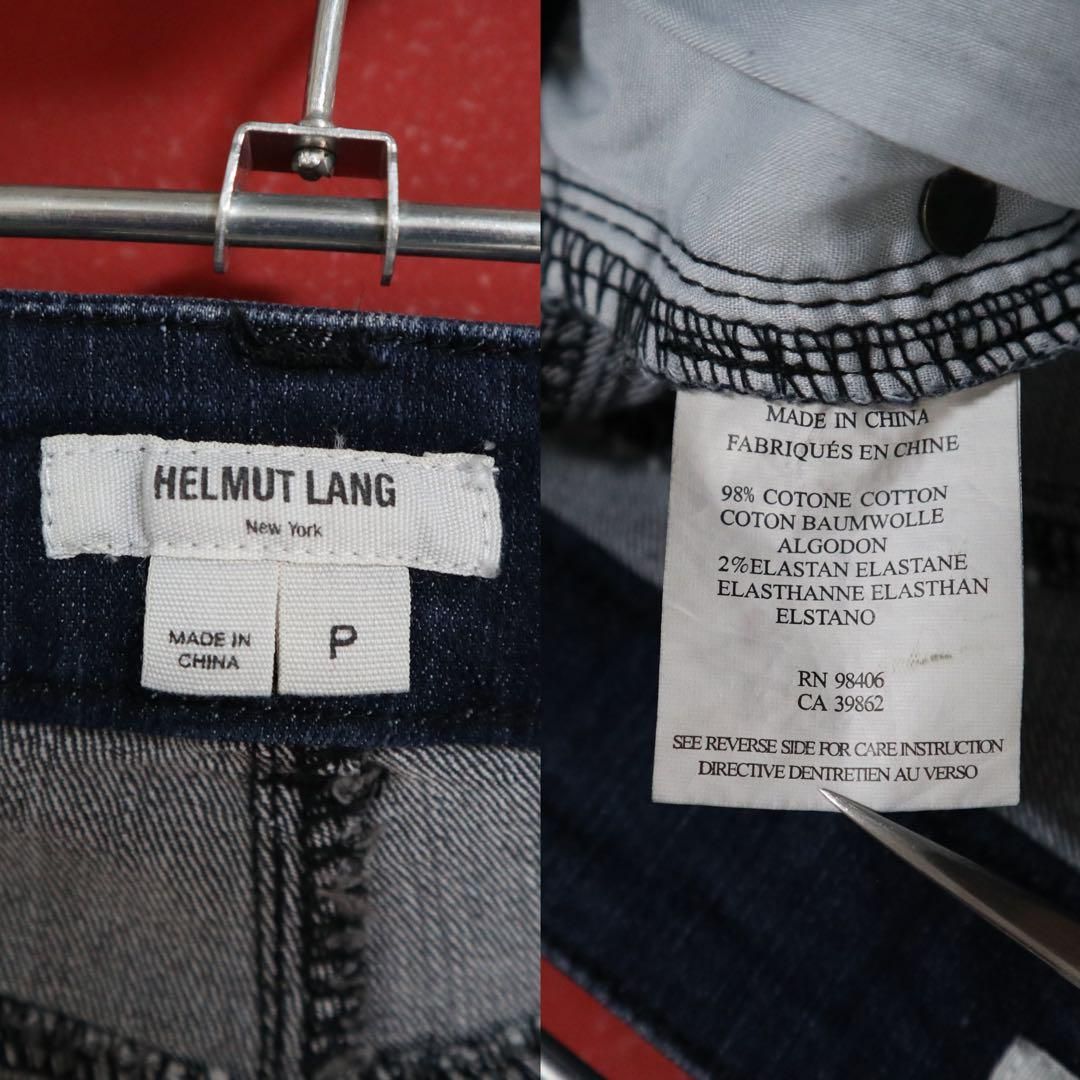 HELMUT LANG
New York
MADE IN
CHINA
P
MADE IN CHINA
FABRIQUÉS EN CHINE
98% COTONE COTTON
COTON BAUMWOLLE
ALGODON
2%ELASTAN ELASTANE
ELASTHANNE ELASTHAN
ELSTANO
RN 98406
CA 39862
SEE REVERSE SIDE FOR CARE INSTRUCTION
DIRECTIVE DENTRETIEN AU VERSO